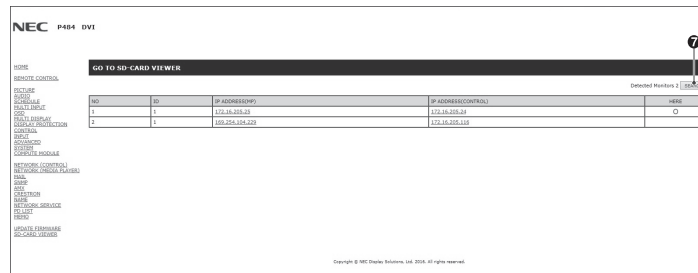 NEC P484 DVI
7
HOME
REMOTE CONTROL
PICTURE
AUDIO
SCHEDULE
MULTI INPUT
OSD
MULTI DISPLAY
DISPLAY PROTECTION
CONTROL
INPUT
ADVANCED
SYSTEM
COMPUTE MODULE
NETWORK (CONTROL)
NETWORK (MEDIA PLAYER)
MAIL
SNMP
AMX
CRESTRON
NAME
NETWORK SERVICE
PD LIST
MEMO
UPDATE FIRMWARE
SD-CARD VIEWER
GO TO SD-CARD VIEWER
Detected Monitors 2
NO ID IP ADDRESS(MP) IP ADDRESS(CONTROL) HERE
1 1 172.16.205.25 172.16.205.24 O
2 1 169.254.104.229 172.16.205.116
Copyright © NEC Display Solutions, Ltd. 2018. All rights reserved.